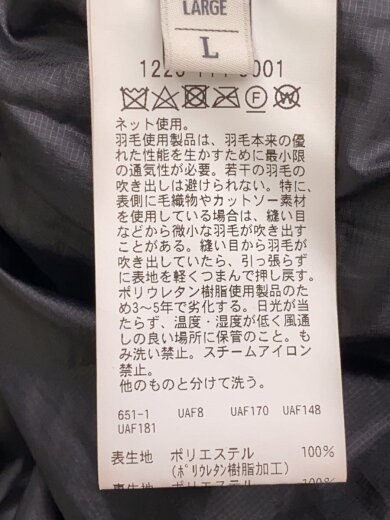 LARGE
L
ネット使用。
羽毛使用製品は、羽毛本来の優
れた性能を生かすために最小限
の通気性が必要。若干の羽毛の
吹き出しは避けられない。特に、
表側に毛織物やカットソー素材
を使用している場合は、縫い目
などから微小な羽毛が吹き出す
ことがある。縫い目から羽毛が
吹き出していたら、引っ張らず
に表地を軽くつまんで押し戻す。
ポリウレタン樹脂使用製品のた
め3～5年で劣化する。日光が当
たらず、温度・湿度が低く風通
しの良い場所に保管のこと。も
み洗い禁止。スチームアイロン
禁止。
他のものと分けて洗う。
651-1 UAF8 UAF170 UAF148
UAF181
表生地 ポリエステル 100%
(ポリウレタン樹脂加工)
裏生地 ポリエステル 100%